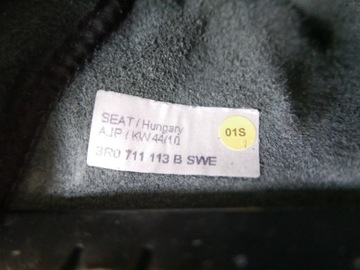 SEAT / Hungary
AJP / KW 44/10
3R0 711 113 B SWE
01S